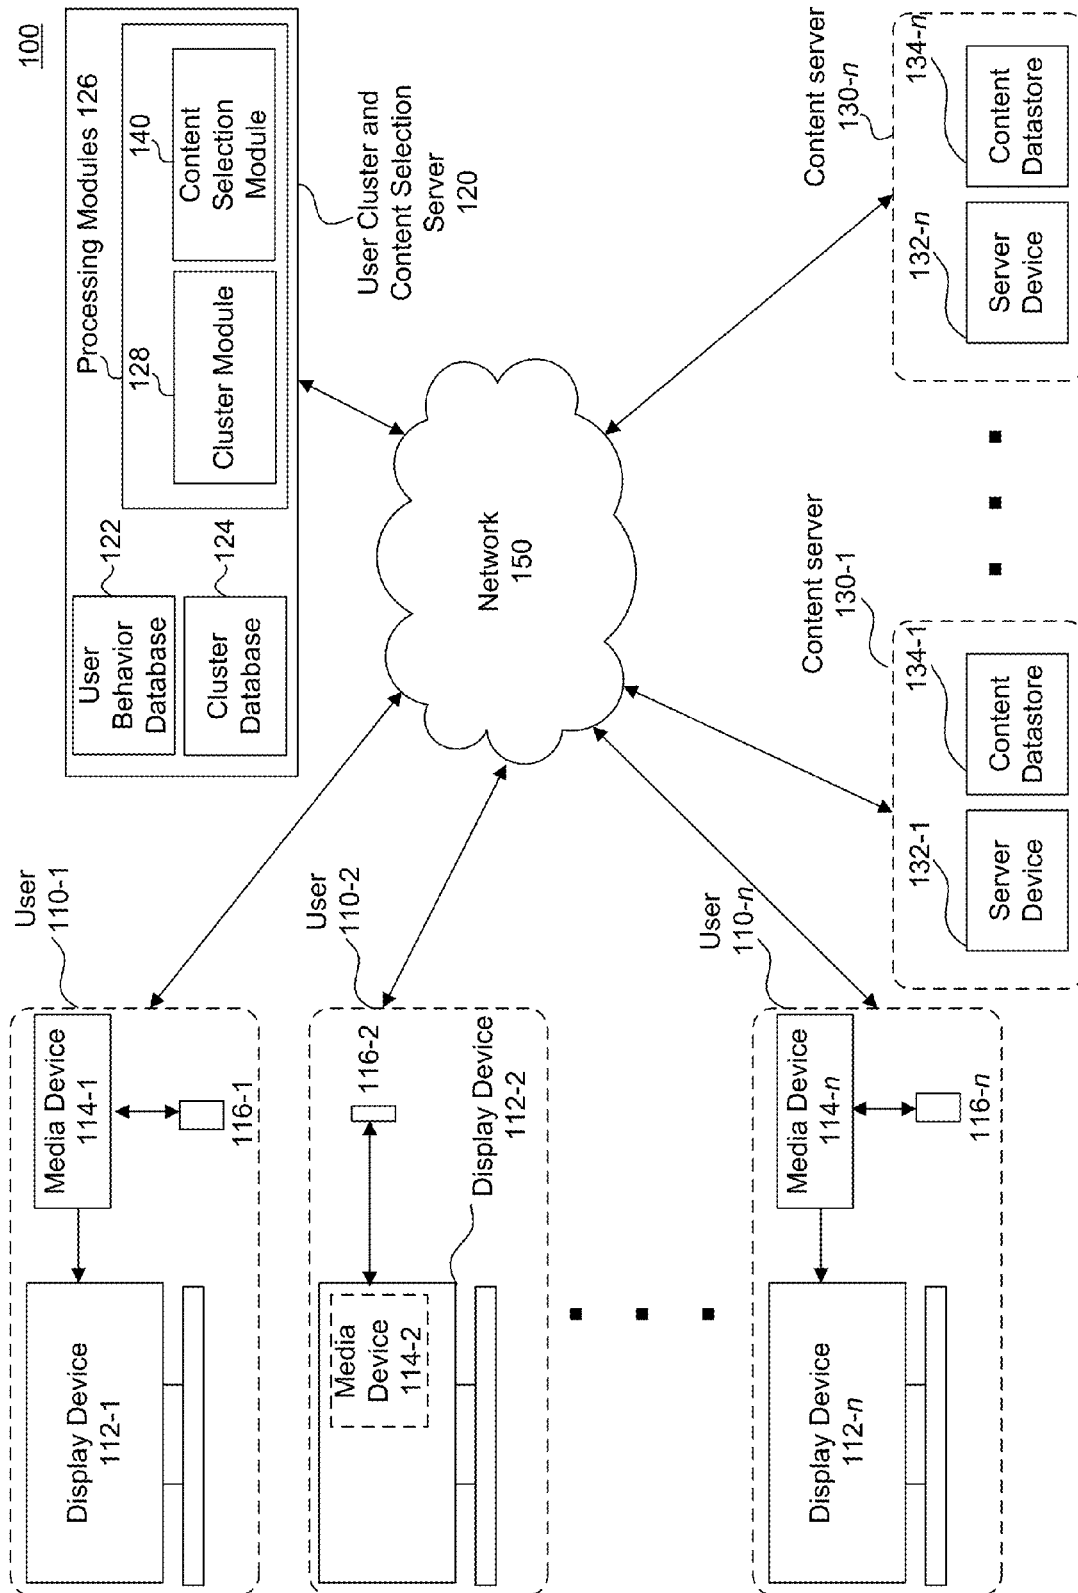 100
User
110-1
Display Device
112-1
Media Device
114-1
116-1
User
110-2
Media
Device
114-2
116-2
Display Device
112-2
User
110-n
Display Device
112-n
Media Device
114-n
116-n
User
Behavior
Database
122
Cluster
Database
124
Processing Modules 126
128
Cluster Module
140
Content
Selection
Module
User Cluster and
Content Selection
Server
120
Network
150
Content server
130-1
132-1
Server
Device
134-1
Content
Datastore
Content server
130-n
132-n
Server
Device
134-n
Content
Datastore